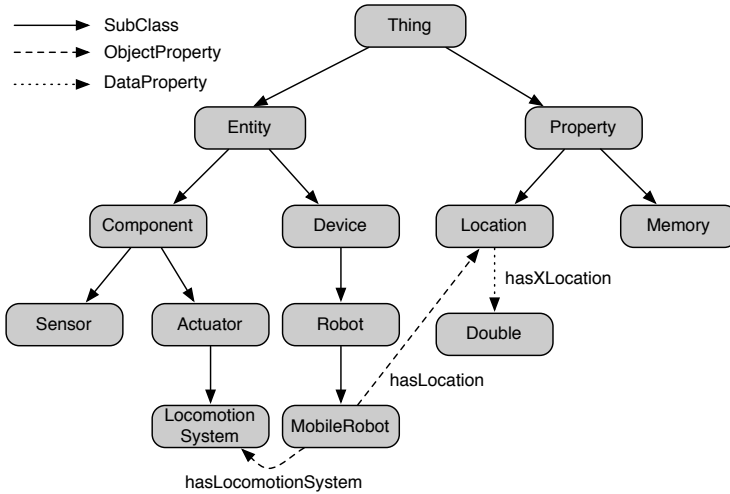 SubClass
ObjectProperty
DataProperty
Thing
Entity
Property
Component
Device
Location
Memory
hasXLocation
Sensor
Actuator
Robot
Double
hasLocation
Locomotion
System
MobileRobot
hasLocomotionSystem